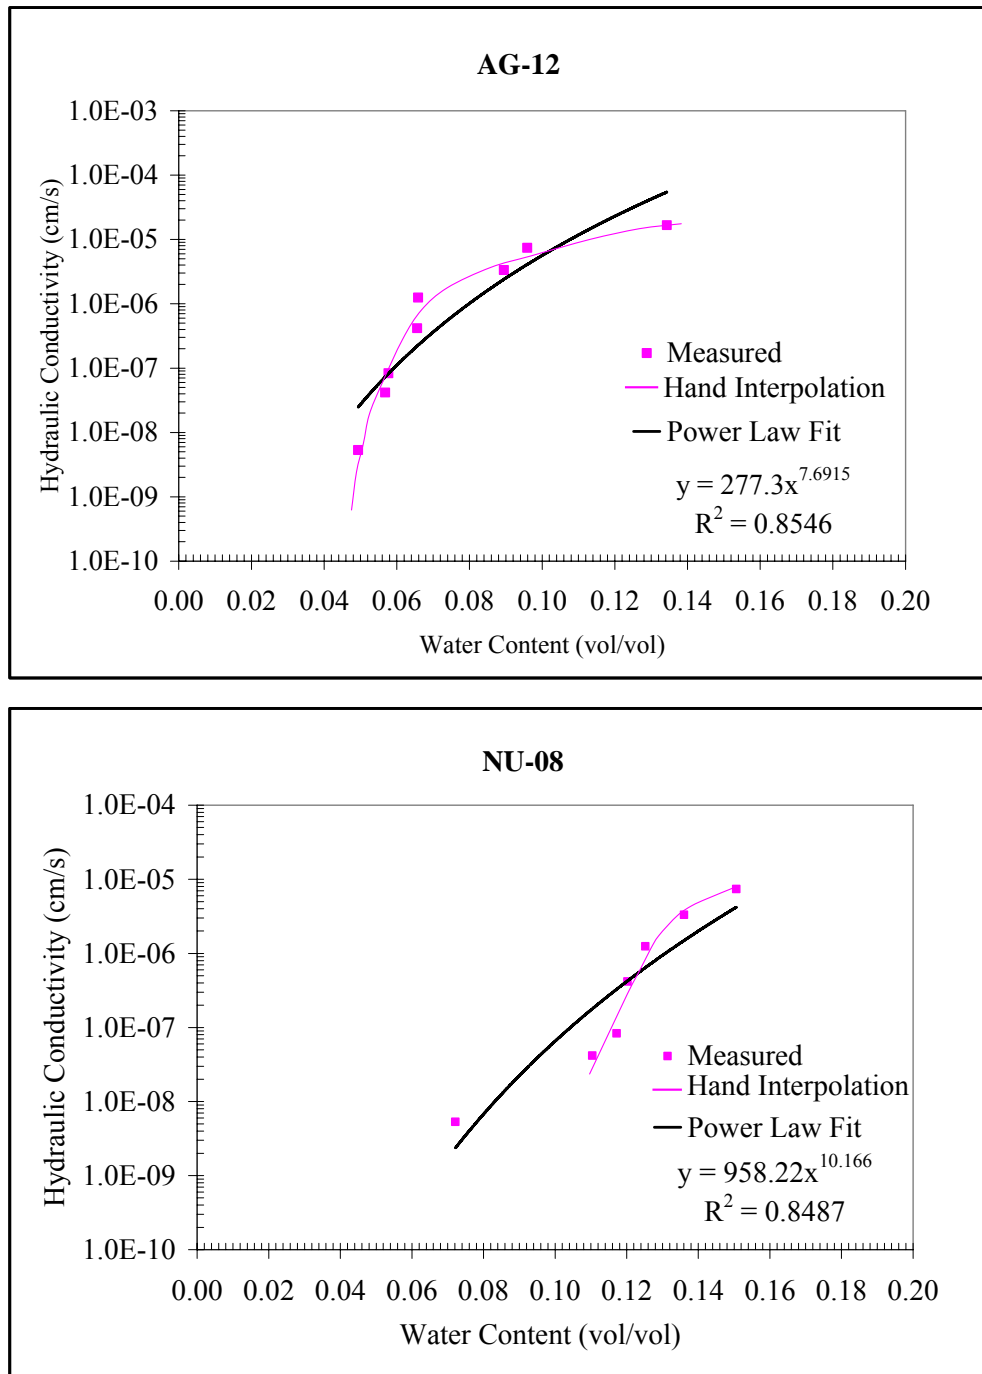 AG-12
1.0E-03
1.0E-04
1.0E-05
1.0E-06
1.0E-07
1.0E-08
1.0E-09
1.0E-10
Hydraulic Conductivity (cm/s)
Measured
Hand Interpolation
Power Law Fit
y = 277.3x^7.6915
R^2 = 0.8546
0.00 0.02 0.04 0.06 0.08 0.10 0.12 0.14 0.16 0.18 0.20
Water Content (vol/vol)
NU-08
1.0E-04
1.0E-05
1.0E-06
1.0E-07
1.0E-08
1.0E-09
1.0E-10
Hydraulic Conductivity (cm/s)
Measured
Hand Interpolation
Power Law Fit
y = 958.22x^10.166
R^2 = 0.8487
0.00 0.02 0.04 0.06 0.08 0.10 0.12 0.14 0.16 0.18 0.20
Water Content (vol/vol)